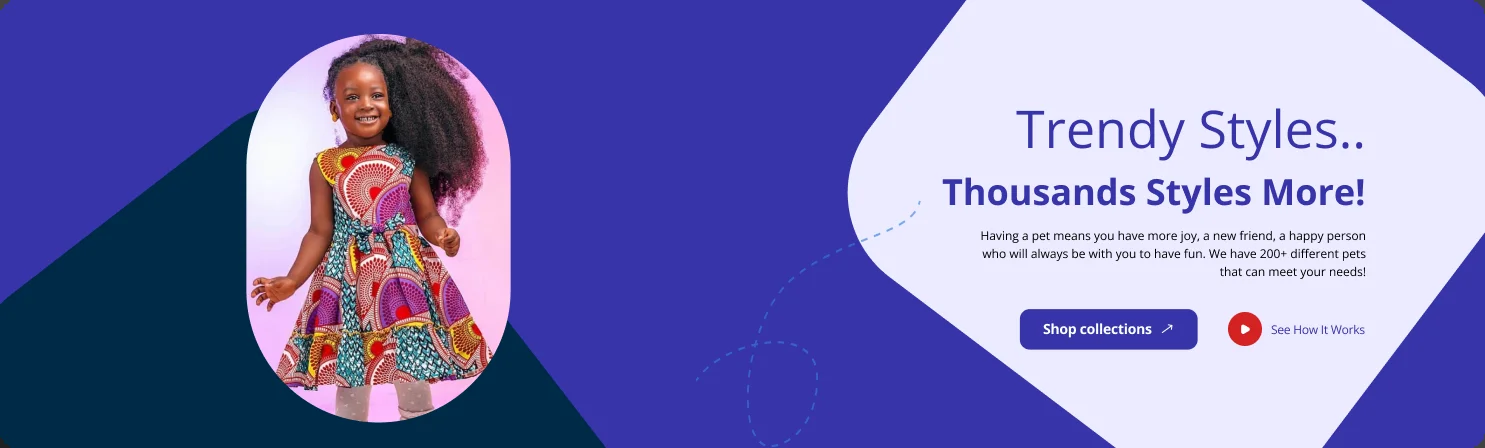 Trendy Styles..
Thousands Styles More!
Having a pet means you have more joy, a new friend, a happy person
who will always be with you to have fun. We have 200+ different pets
that can meet your needs!
Shop collections
See How It Works